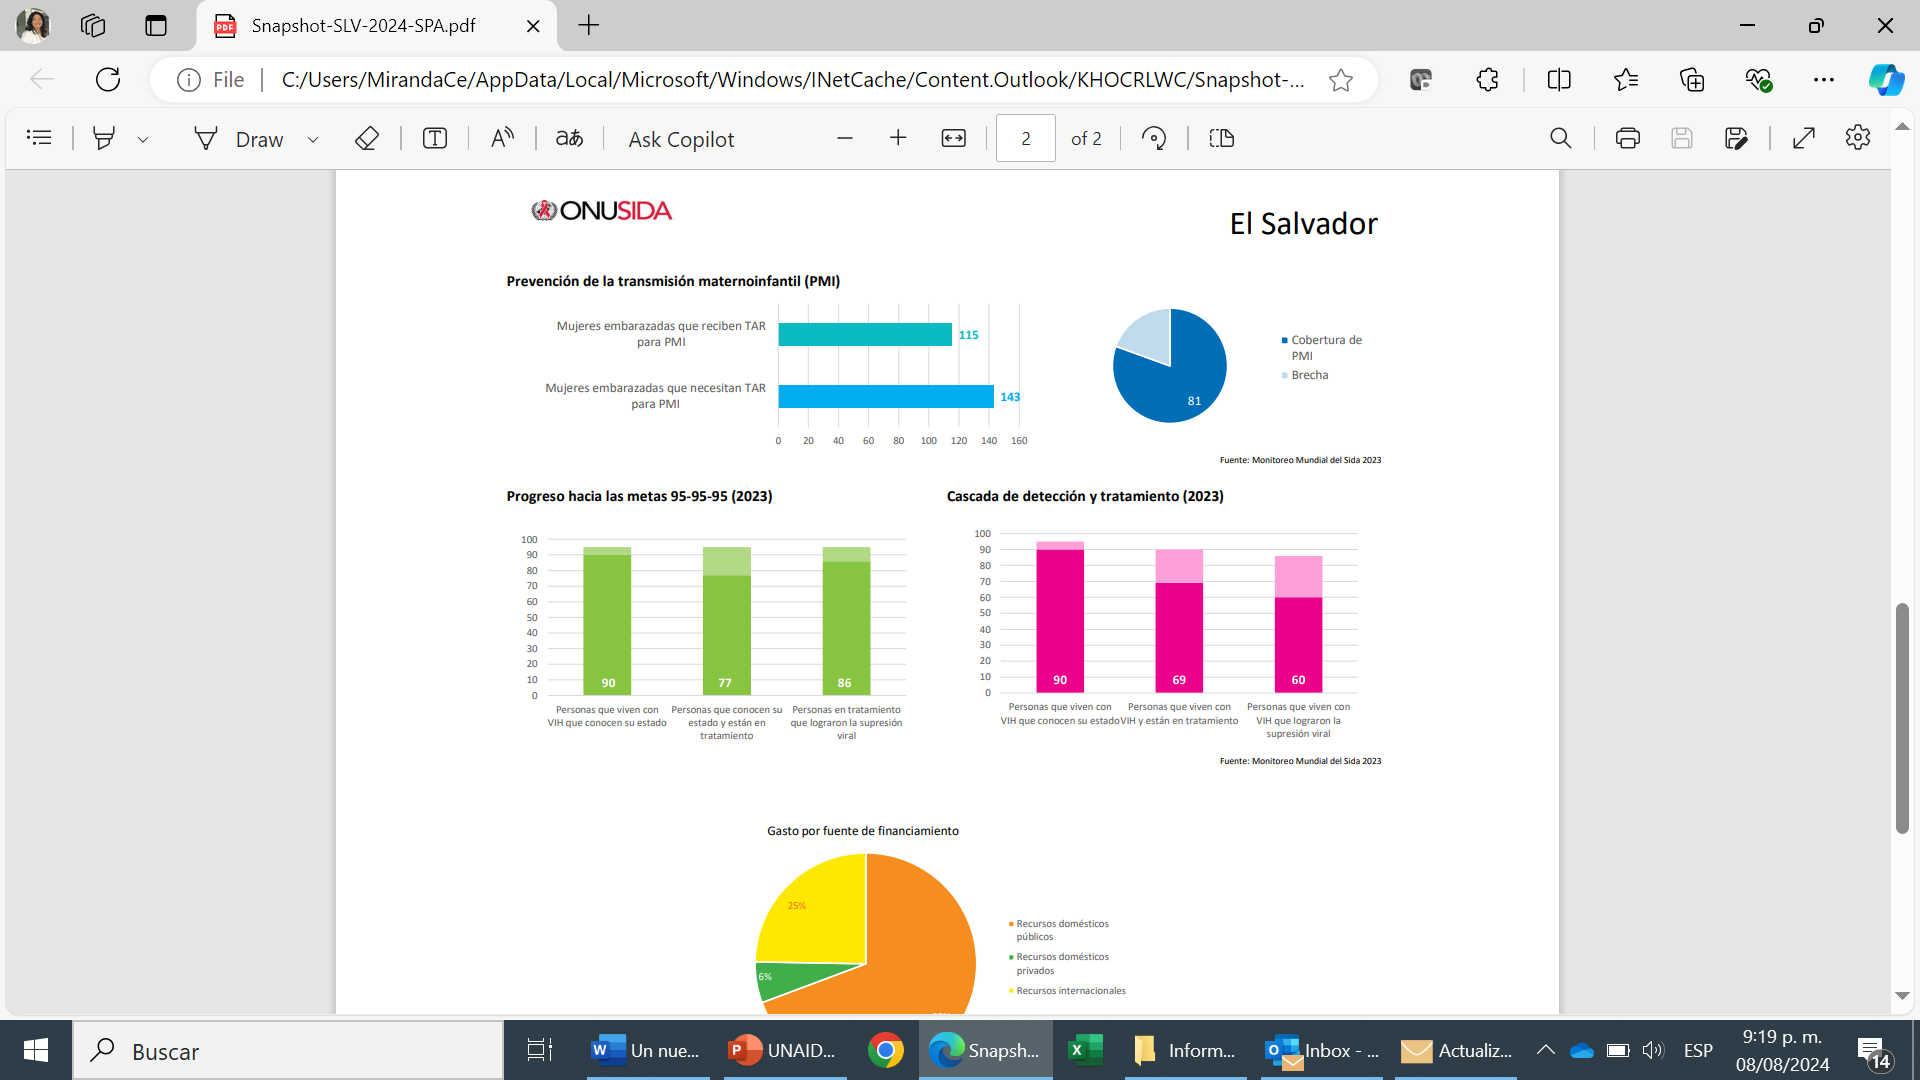 Snapshot-SLV-2024-SPA.pdf
File
C:/Users/MirandaCe/AppData/Local/Microsoft/Windows/INetCache/Content.Outlook/KHOCRLWC/Snapshot-...
Draw
Ask Copilot
2 of 2
ONUSIDA
El Salvador
Prevención de la transmisión maternoinfantil (PMI)
Mujeres embarazadas que reciben TAR
para PMI
115
Mujeres embarazadas que necesitan TAR
para PMI
143
0 20 40 60 80 100 120 140 160
81
Cobertura de
PMI
Brecha
Fuente: Monitoreo Mundial del Sida 2023
Progreso hacia las metas 95-95-95 (2023)
100
90
80
70
60
50
40
30
20
10
0
90 77 86
Personas que viven con
VIH que conocen su estado
Personas que conocen su
estado y están en
tratamiento
Personas en tratamiento
que lograron la supresión
viral
Cascada de detección y tratamiento (2023)
100
90
80
70
60
50
40
30
20
10
0
90 69 60
Personas que viven con
VIH que conocen su estado
Personas que viven con
VIH y están en tratamiento
Personas que viven con
VIH que lograron la
supresión viral
Fuente: Monitoreo Mundial del Sida 2023
Gasto por fuente de financiamiento
25%
6%
Recursos domésticos
públicos
Recursos domésticos
privados
Recursos internacionales
Buscar
Un nue...
UNAID...
Snapsh...
Inform...
Inbox - ...
Actualiz...
ESP
9:19 p. m.
08/08/2024
14